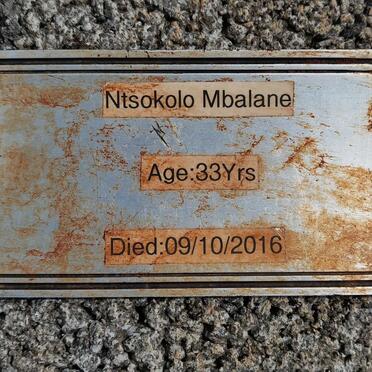 Ntsokolo Mbalane
Age:33Yrs
Died:09/10/2016